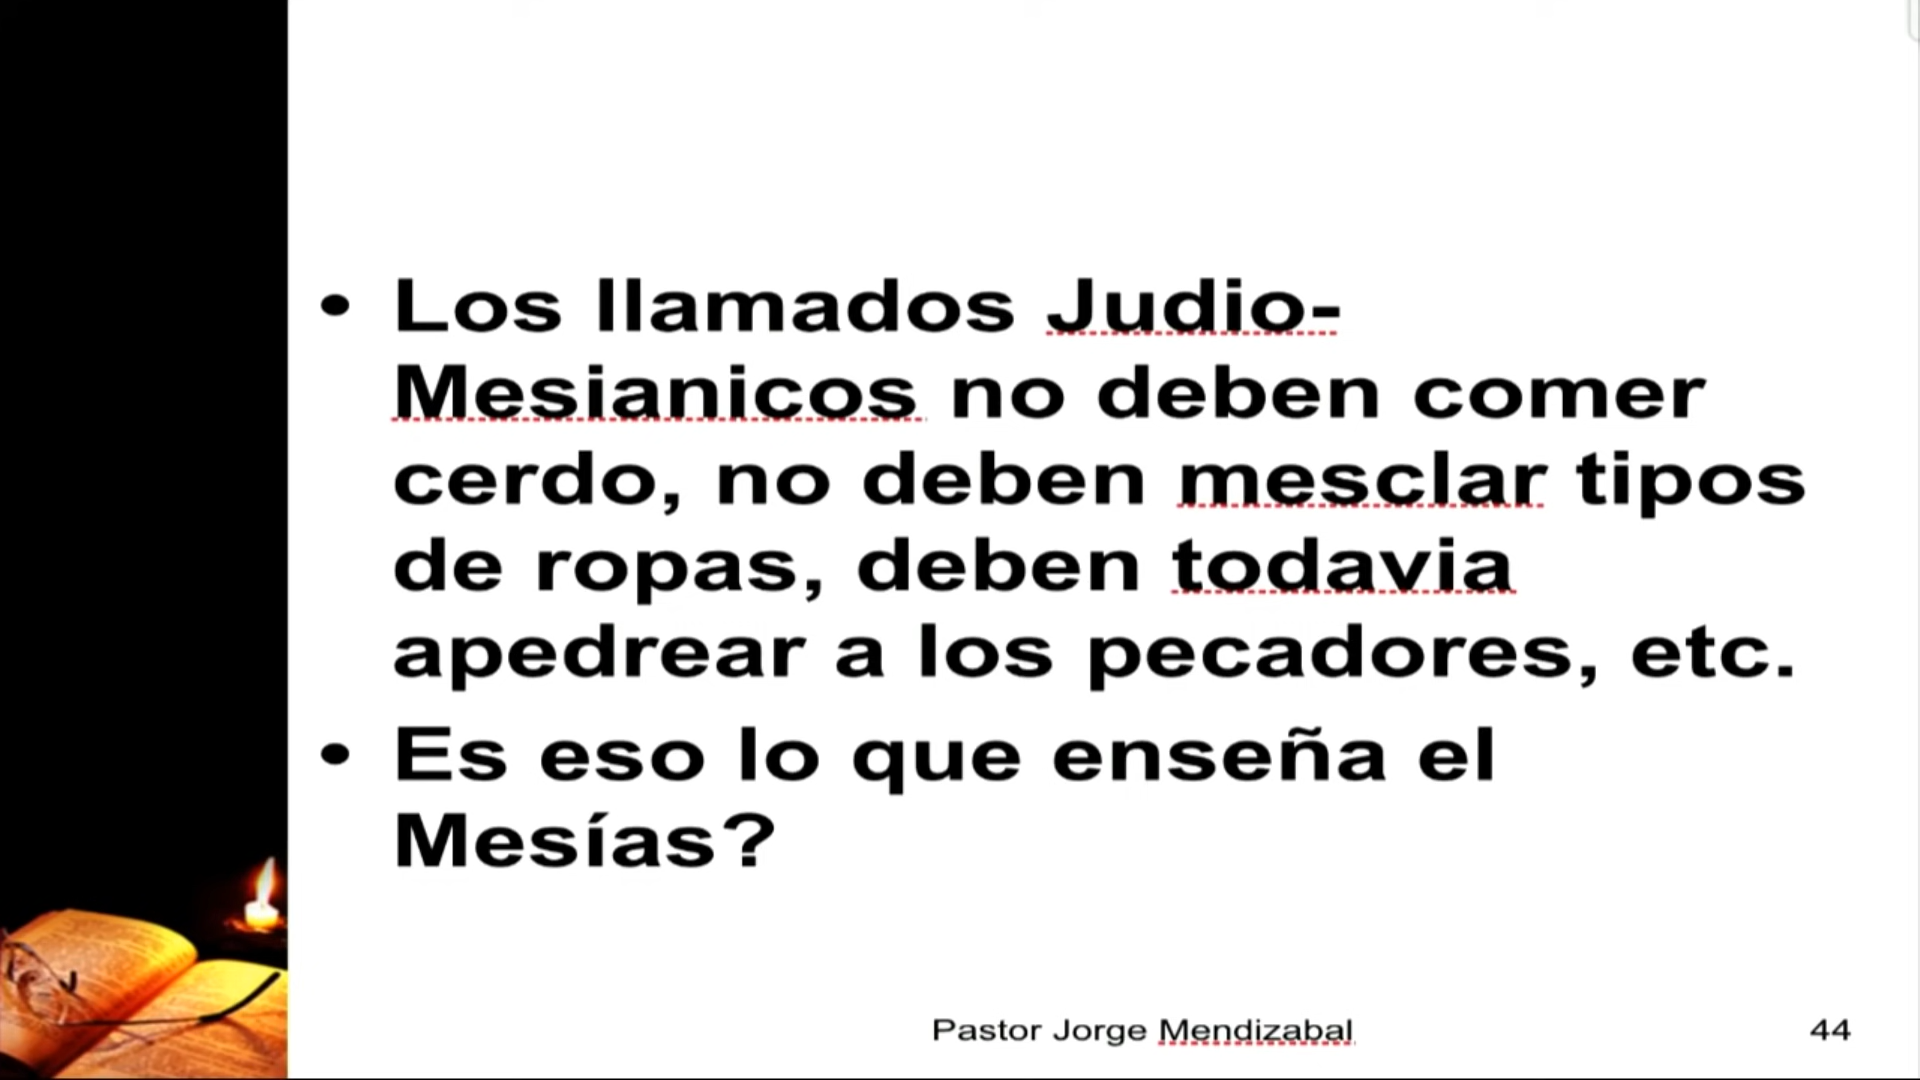 • Los llamados Judio-
Mesianicos no deben comer
cerdo, no deben mesclar tipos
de ropas, deben todavia
apedrear a los pecadores, etc.
• Es eso lo que enseña el
Mesías?
Pastor Jorge Mendizabal 44